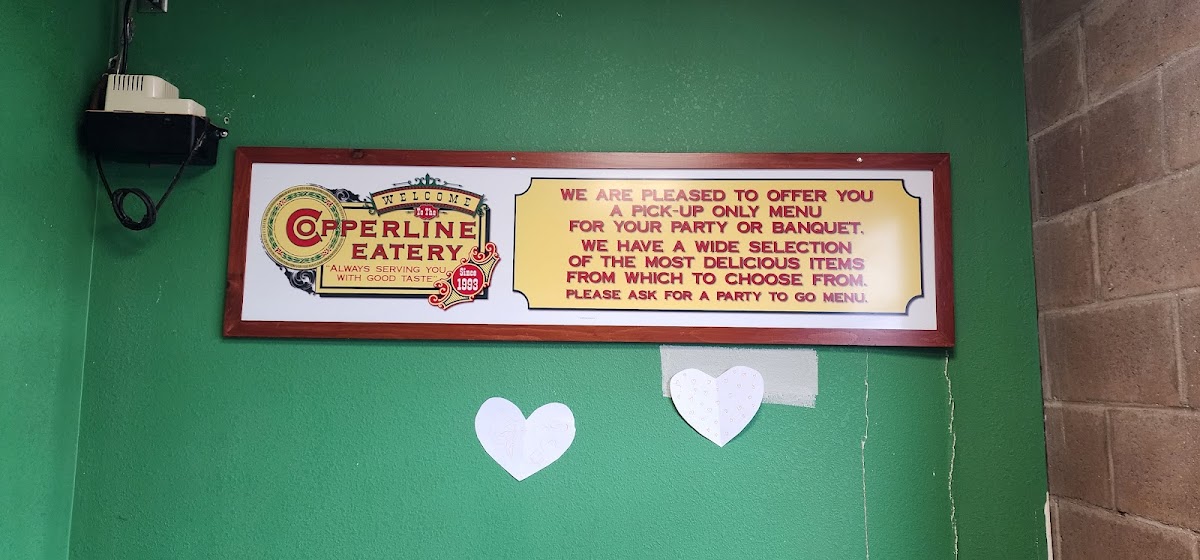 WELCOME
To The
COPPERLINE
EATERY
"ALWAYS SERVING YOU
WITH GOOD TASTE"
Since
1993
WE ARE PLEASED TO OFFER YOU
A PICK-UP ONLY MENU
FOR YOUR PARTY OR BANQUET.
WE HAVE A WIDE SELECTION
OF THE MOST DELICIOUS ITEMS
FROM WHICH TO CHOOSE FROM.
PLEASE ASK FOR A PARTY TO GO MENU.